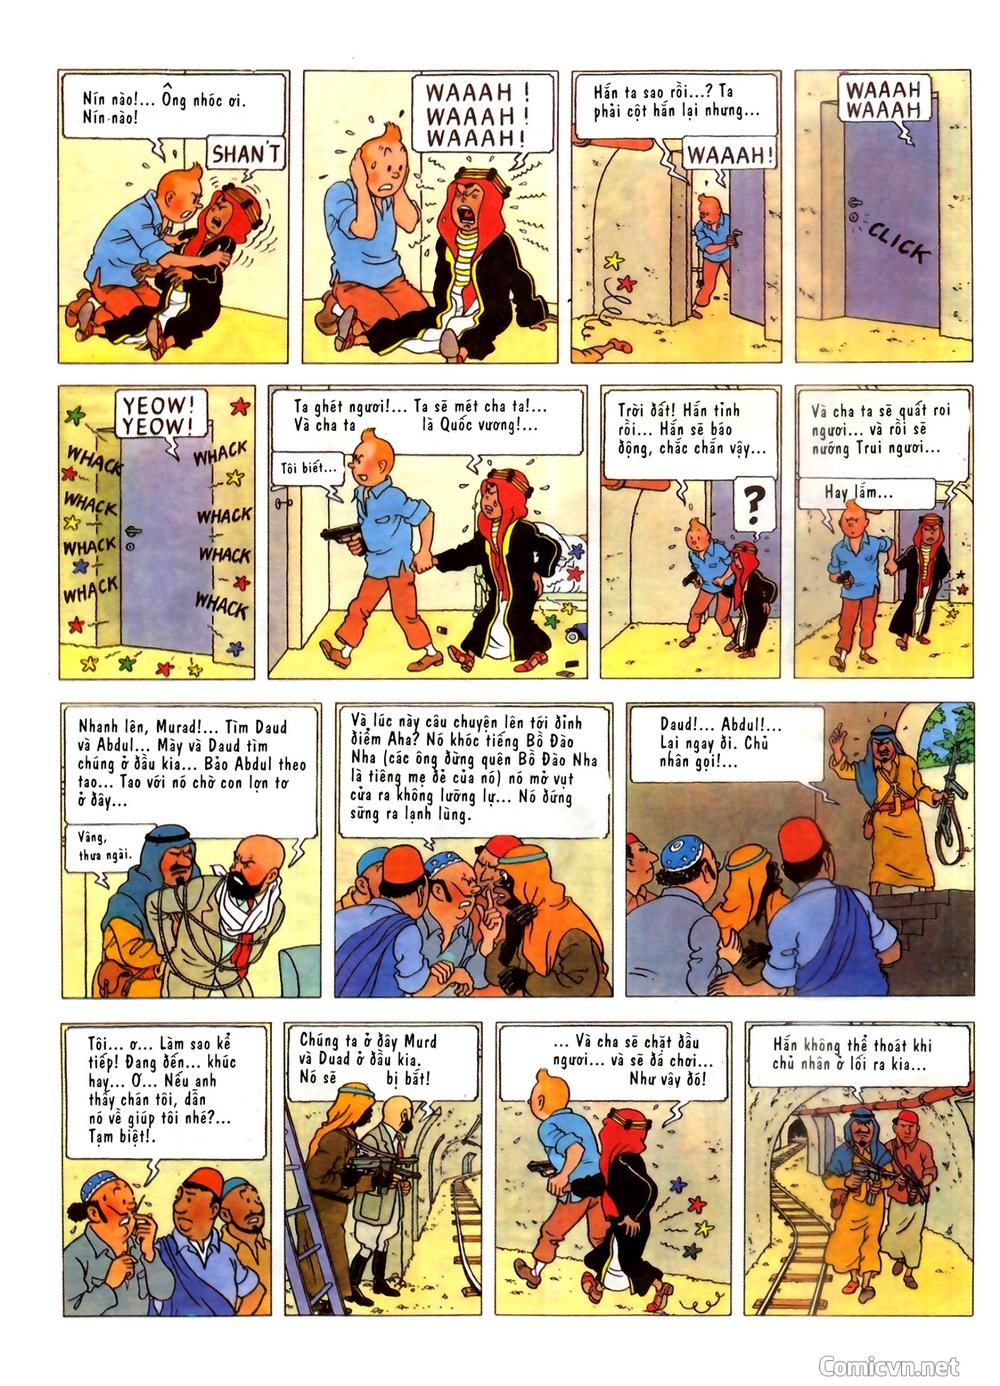 Nín nào!... Ông nhóc ơi.
Nín nào!
SHAN'T
WAAAH !
WAAAH !
WAAAH!
Hắn ta sao rồi...? Ta
phải cột hắn lại nhưng...
WAAAH!
WAAAH
WAAAH
CLICK
YEOW!
YEOW!
WHACK
WHACK
WHACK
WHACK
WHACK
WHACK
WHACK
WHACK
Ta ghét ngươi!... Ta sẽ mét cha ta!...
Và cha ta là Quốc vương!...
Tôi biết...
Trời đất! Hắn tỉnh
rồi... Hắn sẽ báo
động, chắc chắn vậy...
?
Và cha ta sẽ quất roi
ngươi... và rồi sẽ
nướng Trui ngươi...
Hay lắm...
Nhanh lên, Murad!... Tìm Daud
và Abdul... Mày và Daud tìm
chúng ở đầu kia... Bảo Abdul theo
tao... Tao với nó chờ con lợn tơ
ở đây...
Vâng,
thưa ngài.
Và lúc này câu chuyện lên tới đỉnh
điểm Aha? Nó khóc tiếng Bồ Đào
Nha (các ông đừng quên Bồ Đào Nha
là tiếng mẹ đẻ của nó) nó mở vụt
cửa ra không lưỡng lự... Nó đứng
sững ra lạnh lùng.
Daud!... Abdul!...
Lại ngay đi. Chủ
nhân gọi!...
Tôi... ơ... Làm sao kể
tiếp! Đang đến... khúc
hay... Ơ... Nếu anh
thấy chán tôi, dẫn
nó về giúp tôi nhé?...
Tạm biệt!.
Chúng ta ở đây Murd
và Duad ở đầu kia.
Nó sẽ bị bắt!
... Và cha sẽ chặt đầu
ngươi... và sẽ đá chơi...
Như vậy đó!
Hắn không thể thoát khi
chủ nhân ở lối ra kia...
Comicvn.net